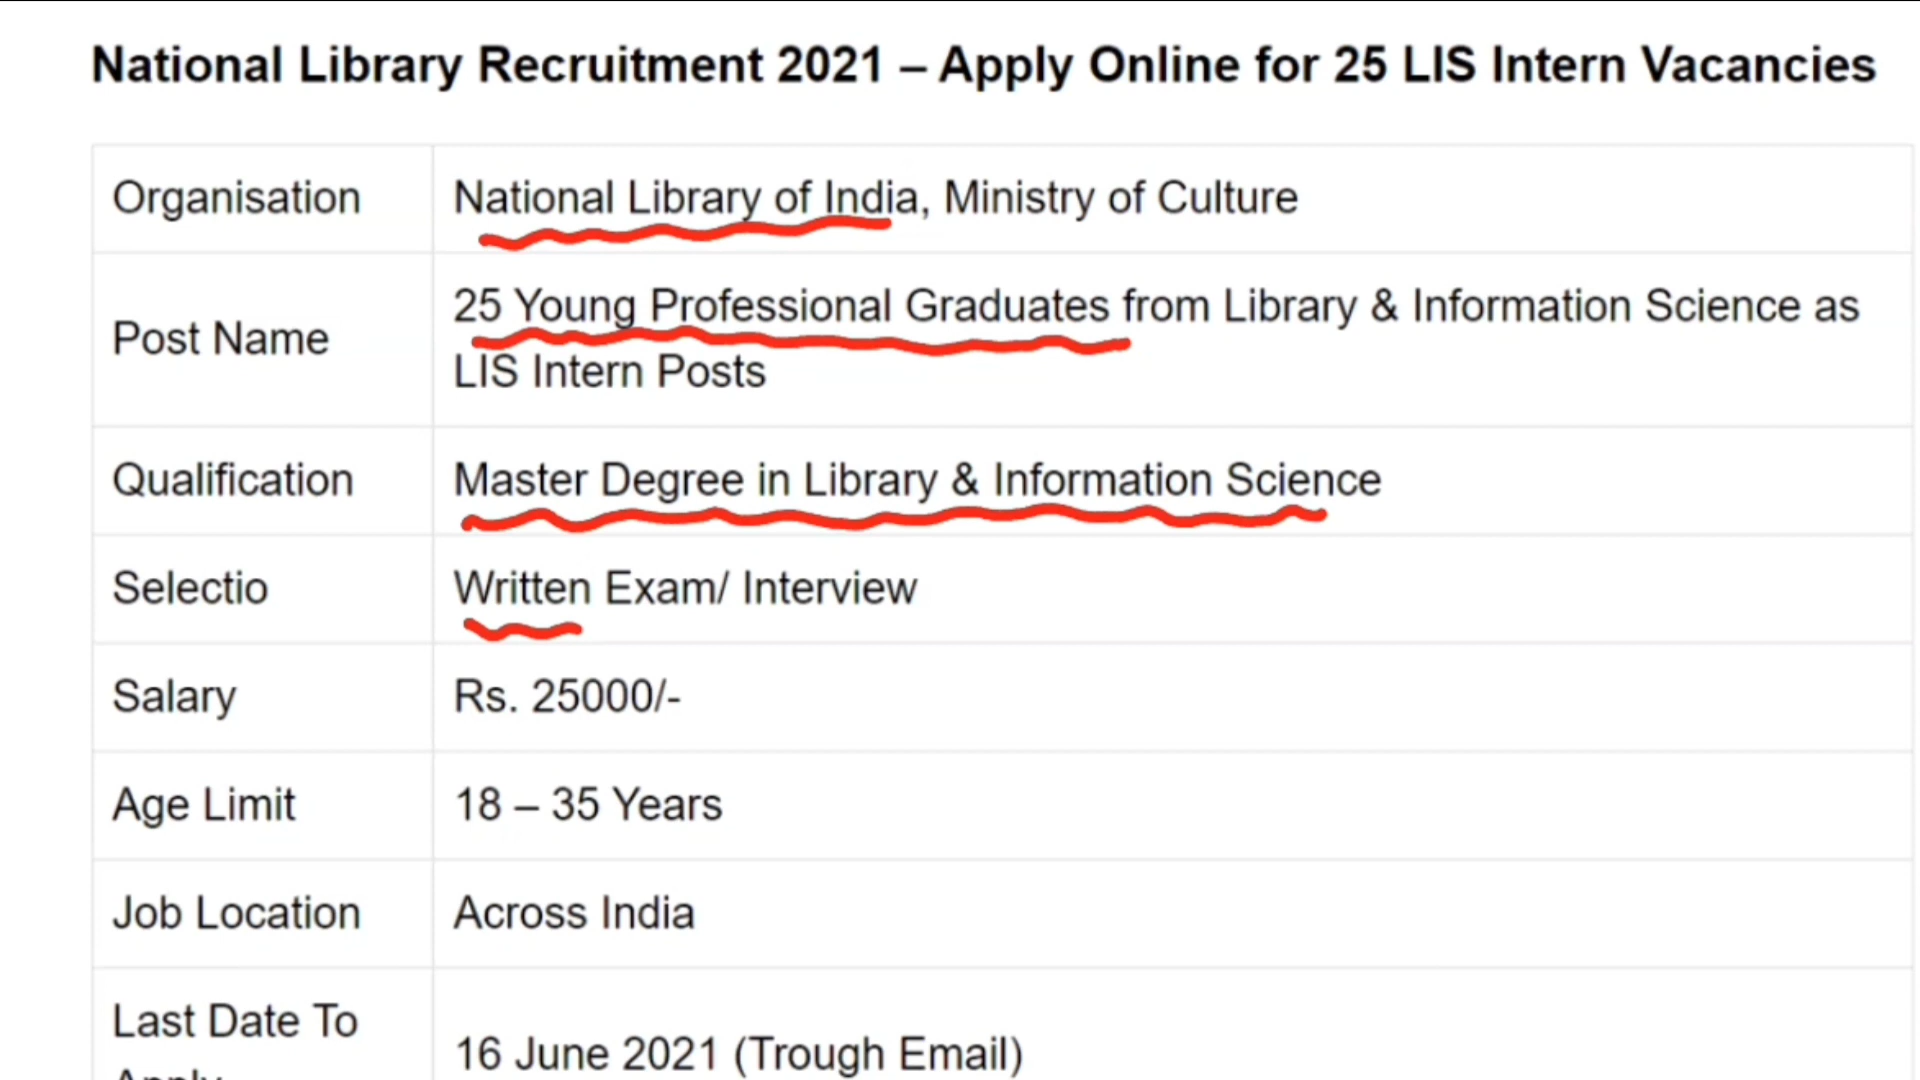 National Library Recruitment 2021 – Apply Online for 25 LIS Intern Vacancies
Organisation
National Library of India, Ministry of Culture
Post Name
25 Young Professional Graduates from Library & Information Science as
LIS Intern Posts
Qualification
Master Degree in Library & Information Science
Selectio
Written Exam/ Interview
Salary
Rs. 25000/-
Age Limit
18 – 35 Years
Job Location
Across India
Last Date To
Apply
16 June 2021 (Trough Email)